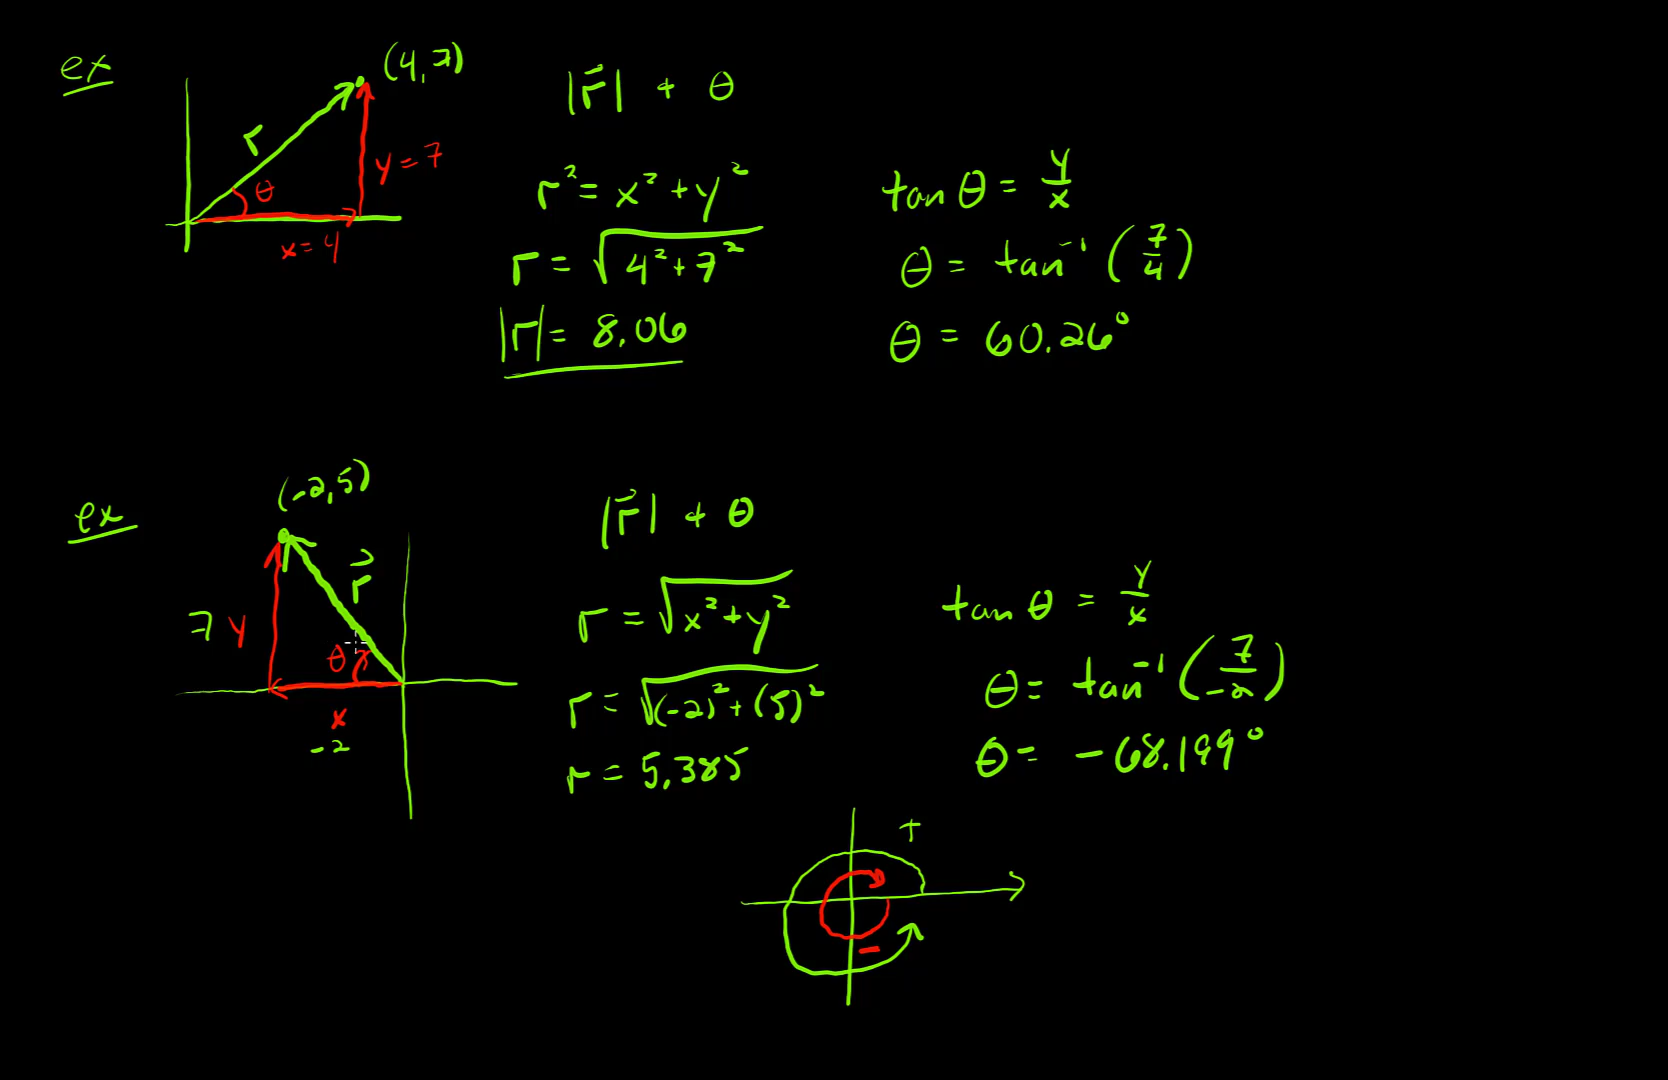 ex
(4,7)
r
θ
y = 7
x = 4
|r⃗| + θ
r² = x² + y²
r = √(4² + 7²)
|r| = 8.06
tan θ = y/x
θ = tan⁻¹ (7/4)
θ = 60.26°
ex
(-2,5)
r⃗
7 y
θ
x
-2
|r⃗| + θ
r = √(x² + y²)
r = √((-2)² + (5)²)
r = 5.385
tan θ = y/x
θ = tan⁻¹ (7/-2)
θ = -68.199°
+
-